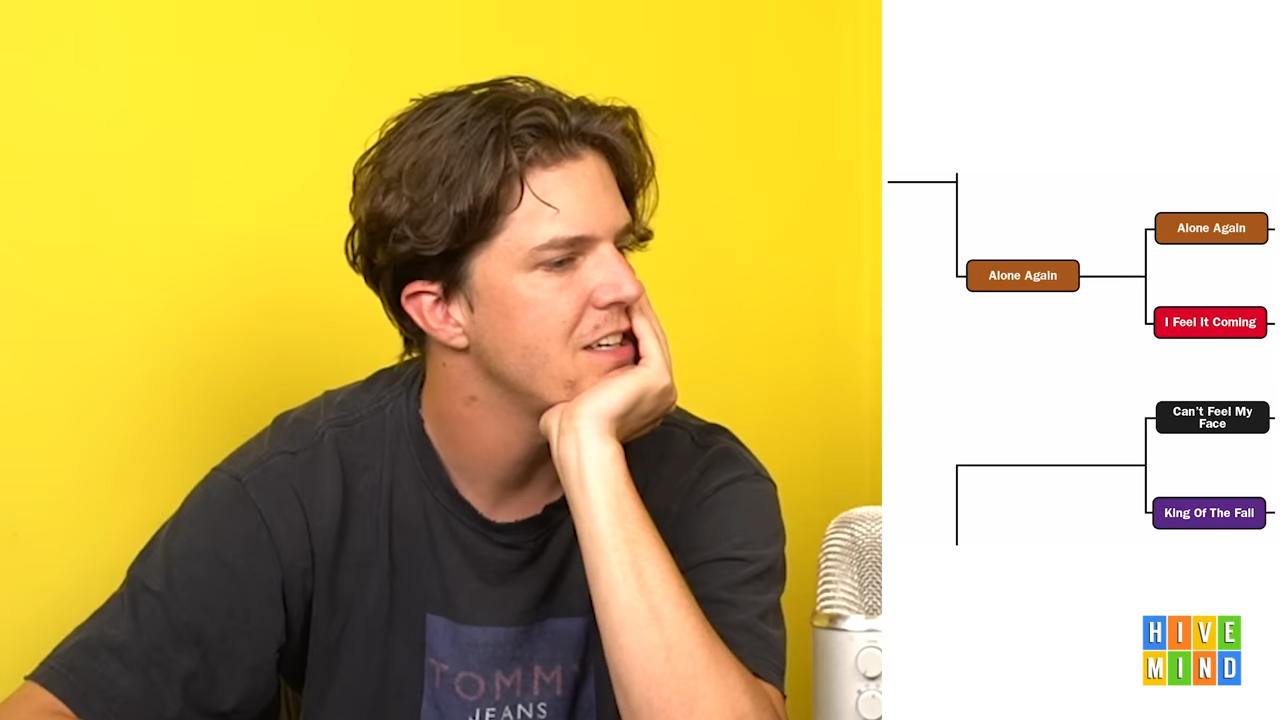 TOMMY
JEANS
Alone Again
Alone Again
I Feel It Coming
Can't Feel My
Face
King Of The Fall
HIVE
MIND